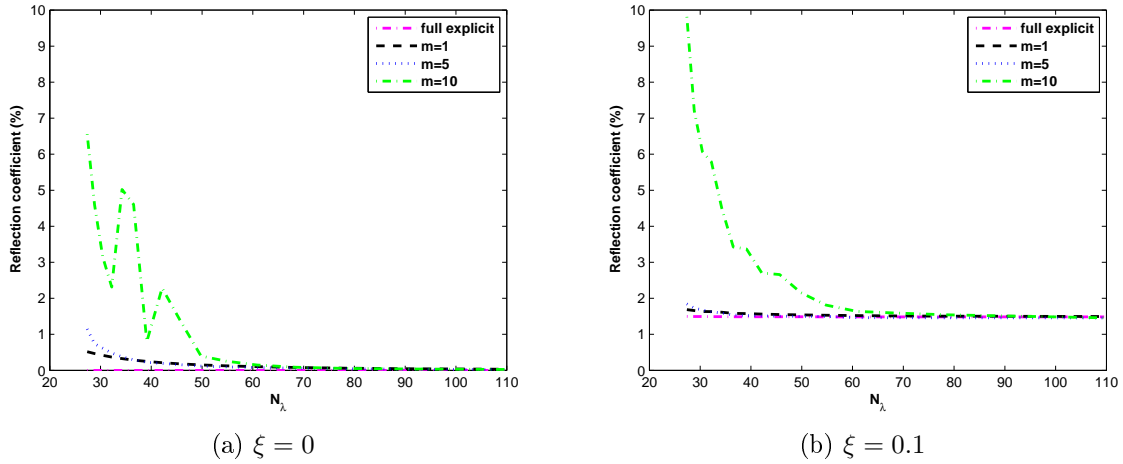 10
9
8
7
6
5
4
3
2
1
0
Reflection coefficient (%)
full explicit
m=1
m=5
m=10
20 30 40 50 60 70 80 90 100 110
N_λ
(a) ξ = 0
10
9
8
7
6
5
4
3
2
1
0
Reflection coefficient (%)
full explicit
m=1
m=5
m=10
20 30 40 50 60 70 80 90 100 110
N_λ
(b) ξ = 0.1